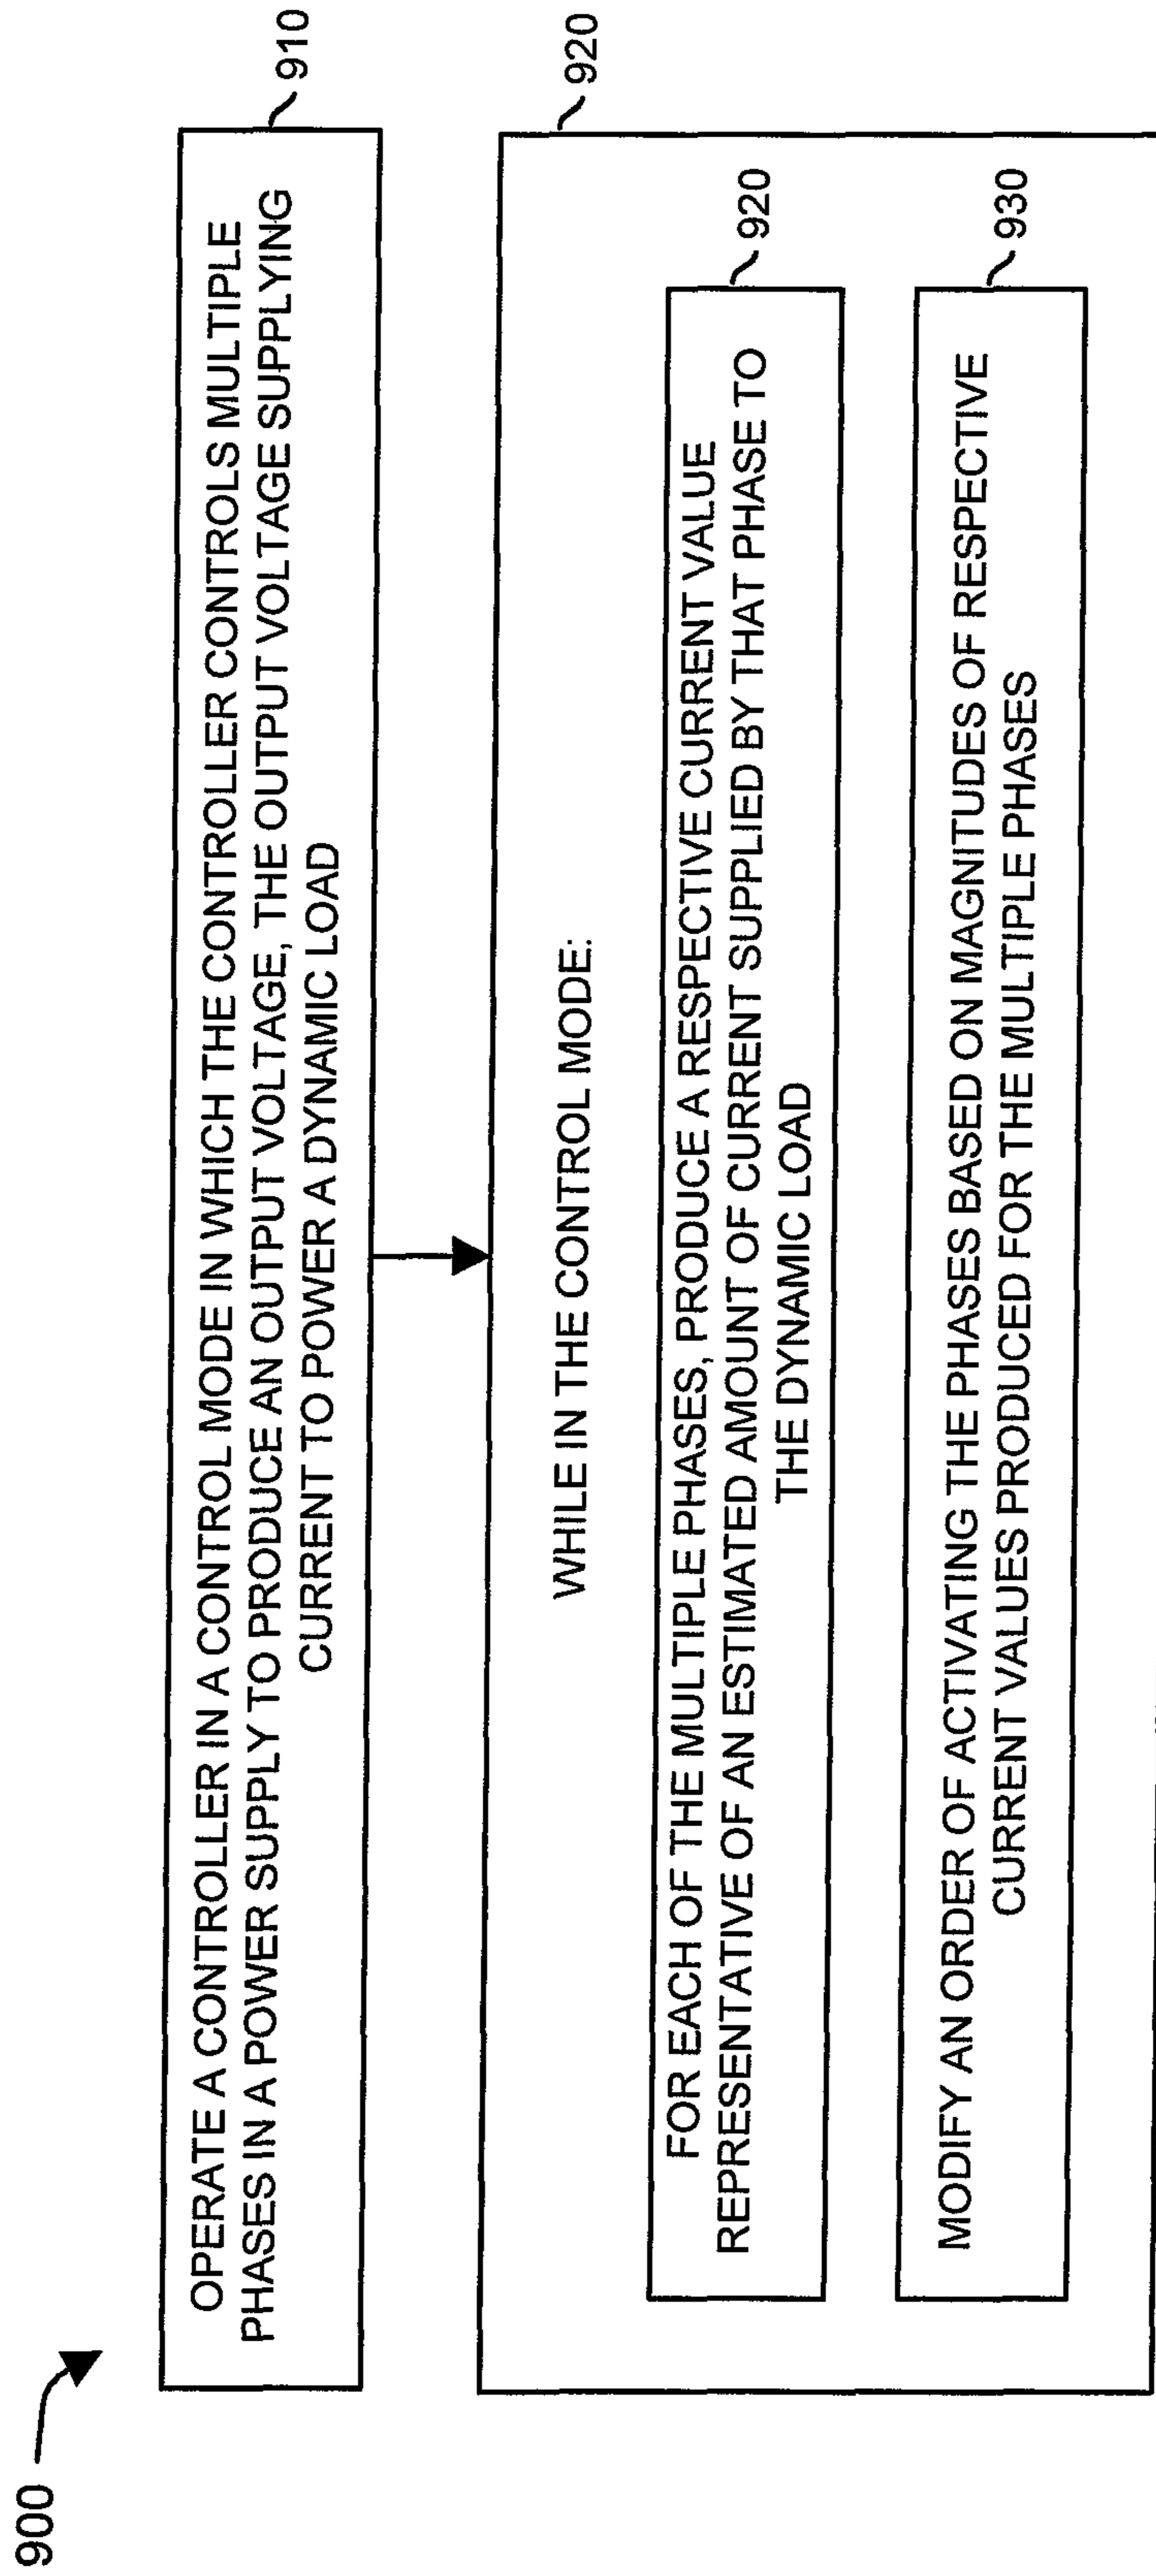 900
OPERATE A CONTROLLER IN A CONTROL MODE IN WHICH THE CONTROLLER CONTROLS MULTIPLE
PHASES IN A POWER SUPPLY TO PRODUCE AN OUTPUT VOLTAGE, THE OUTPUT VOLTAGE SUPPLYING
CURRENT TO POWER A DYNAMIC LOAD
910
920
WHILE IN THE CONTROL MODE:
FOR EACH OF THE MULTIPLE PHASES, PRODUCE A RESPECTIVE CURRENT VALUE
REPRESENTATIVE OF AN ESTIMATED AMOUNT OF CURRENT SUPPLIED BY THAT PHASE TO
THE DYNAMIC LOAD
920
MODIFY AN ORDER OF ACTIVATING THE PHASES BASED ON MAGNITUDES OF RESPECTIVE
CURRENT VALUES PRODUCED FOR THE MULTIPLE PHASES
930